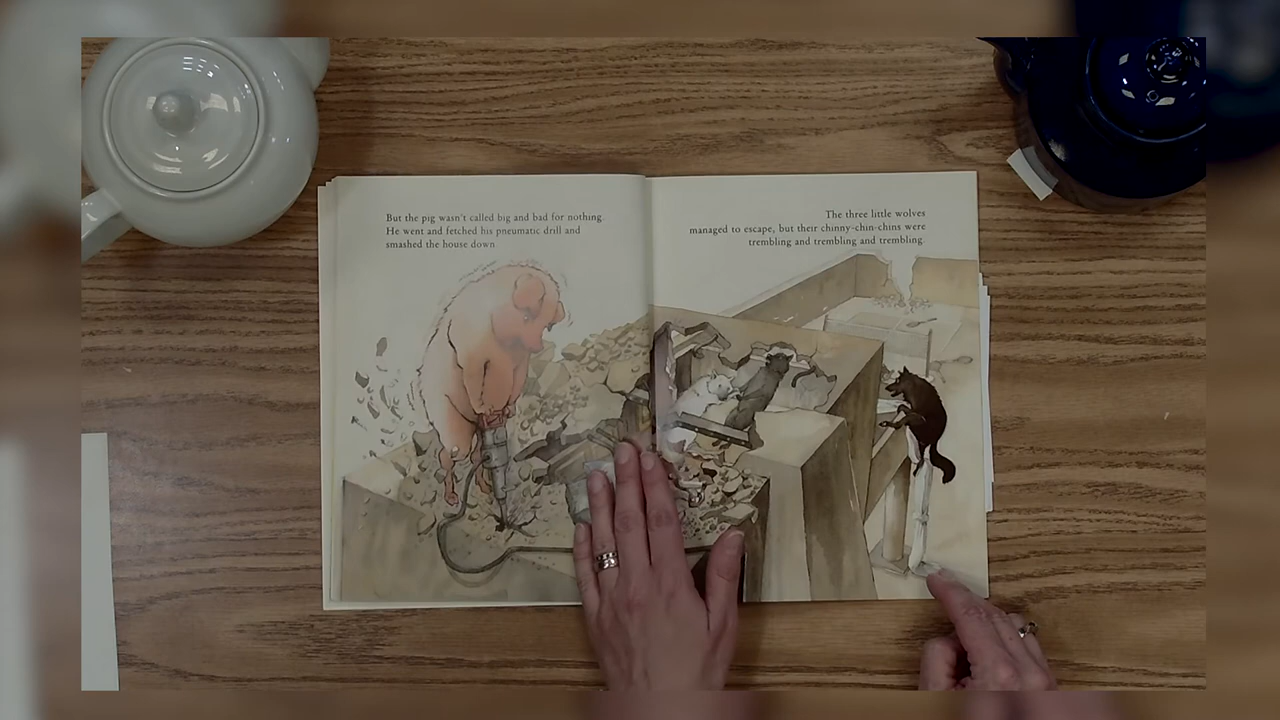 But the pig wasn't called big and bad for nothing.
He went and fetched his pneumatic drill and
smashed the house down
The three little wolves
managed to escape, but their chinny-chin-chins were
trembling and trembling and trembling.